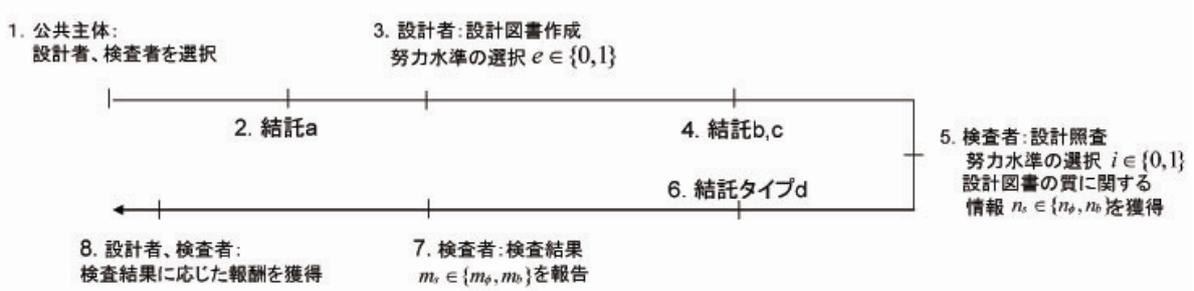 1. 公共主体:
設計者、検査者を選択
3. 設計者:設計図書作成
努力水準の選択 e ∈ {0,1}
2. 結託a
4. 結託b,c
5. 検査者:設計照査
努力水準の選択 i ∈ {0,1}
設計図書の質に関する
情報 nₛ ∈ {n_ϕ, n_b}を獲得
6. 結託タイプd
8. 設計者、検査者:
検査結果に応じた報酬を獲得
7. 検査者:検査結果
mₛ ∈ {m_ϕ, m_b}を報告